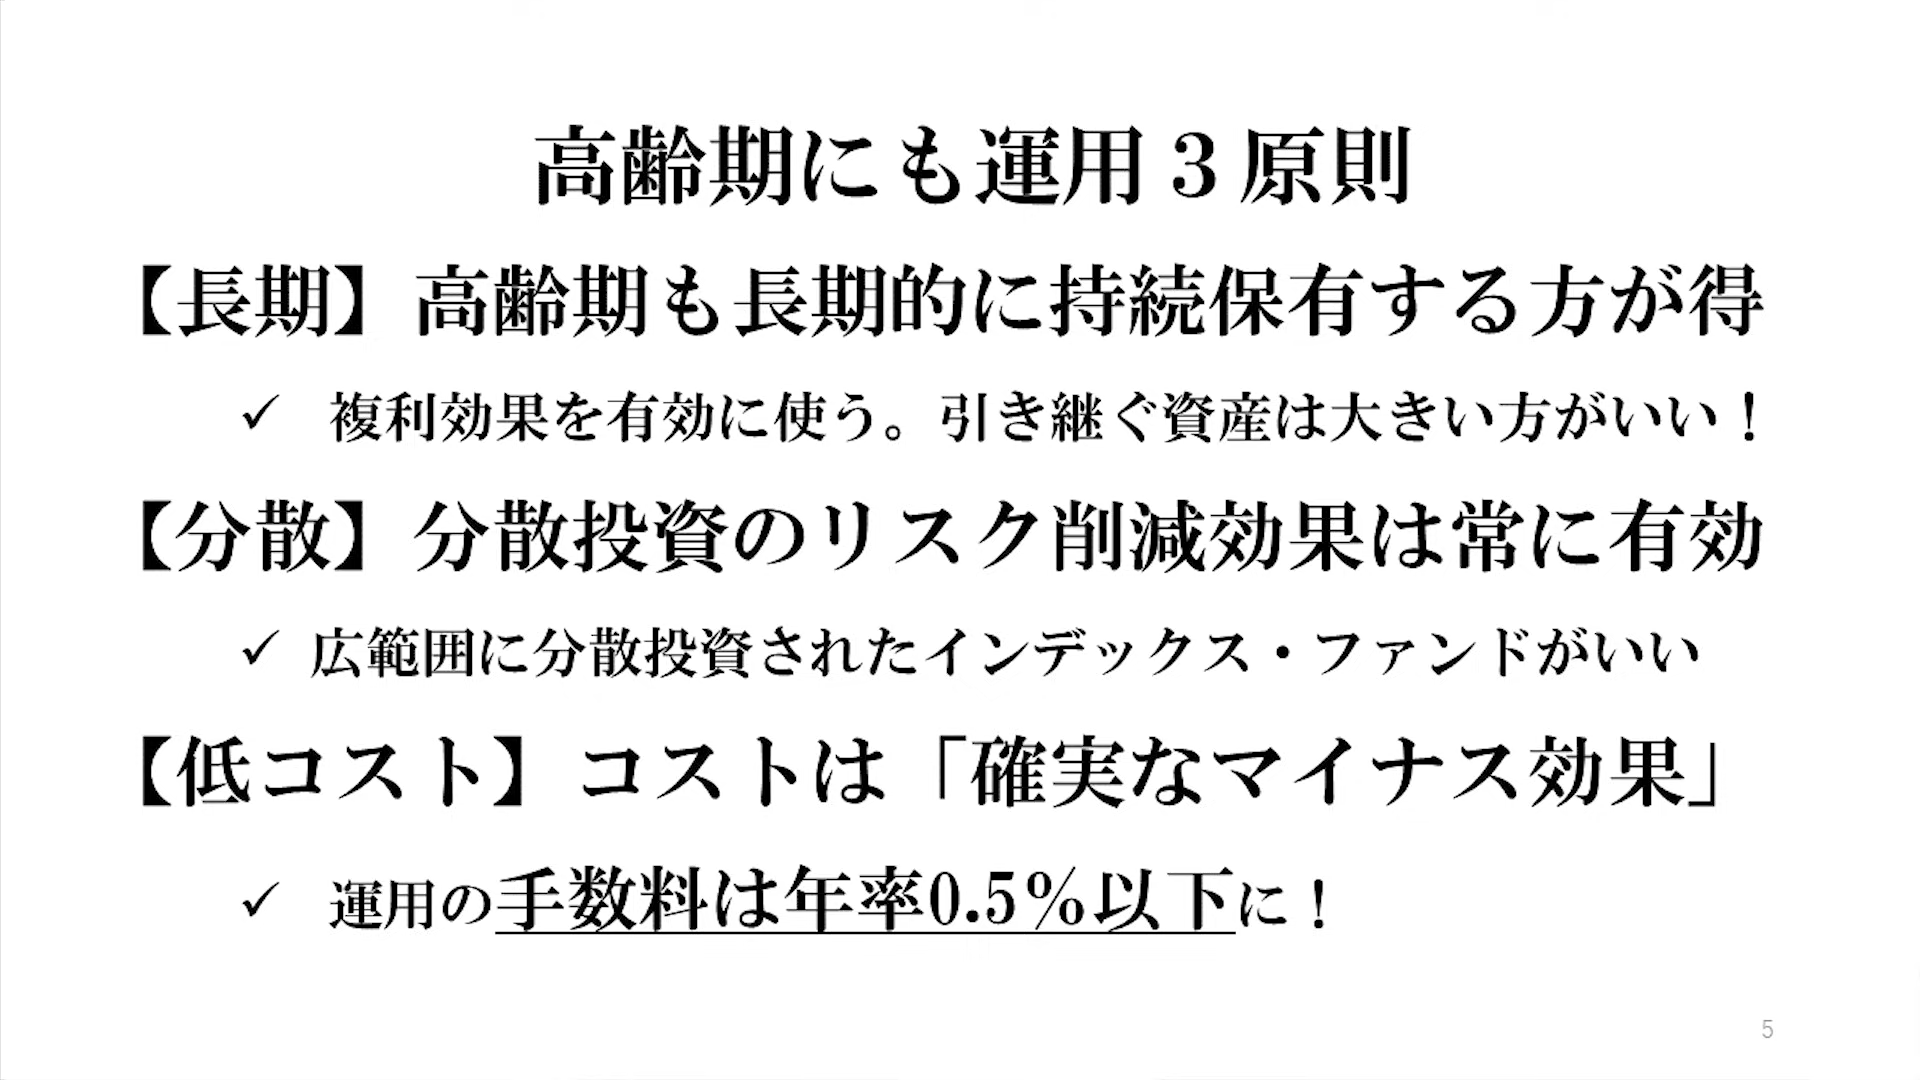 高齢期にも運用３原則
【長期】高齢期も長期的に持続保有する方が得
✓ 複利効果を有効に使う。引き継ぐ資産は大きい方がいい！
【分散】分散投資のリスク削減効果は常に有効
✓ 広範囲に分散投資されたインデックス・ファンドがいい
【低コスト】コストは「確実なマイナス効果」
✓ 運用の手数料は年率0.5％以下に！
5